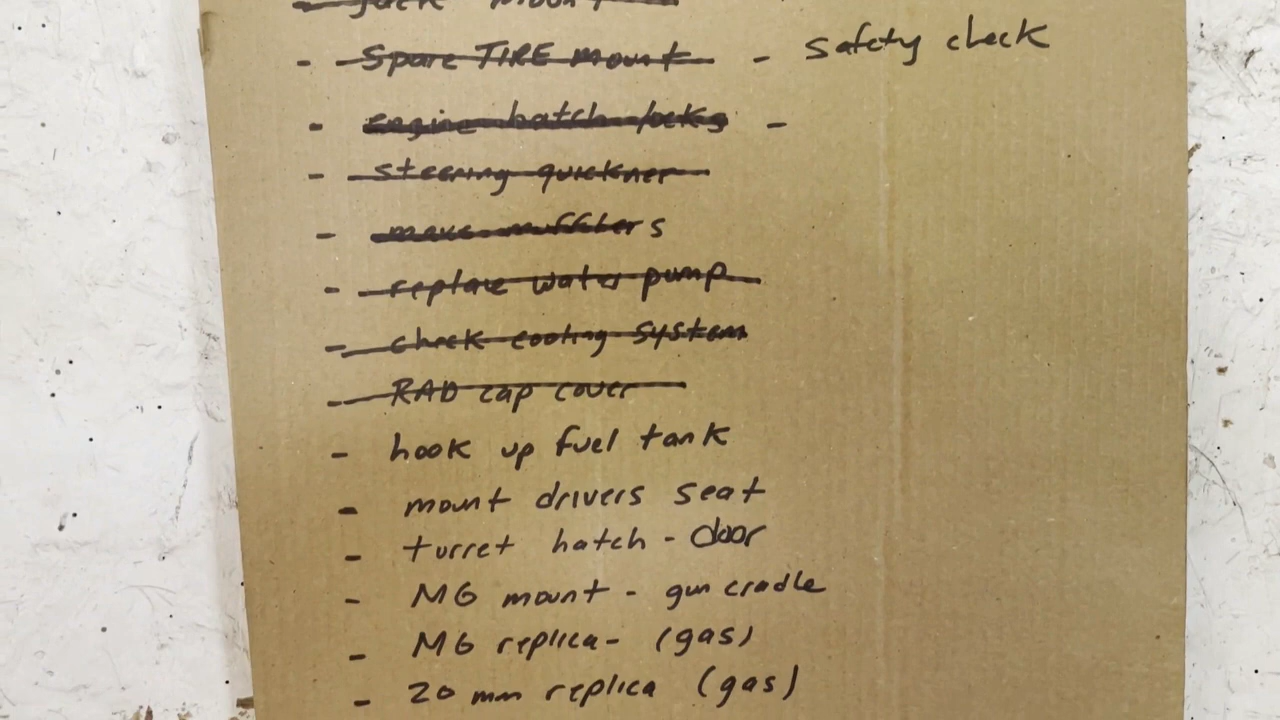 - Jack mount
- Spare TIRE mount - Safety check
- engine hatch locks -
- steering quickner
- make mufflers
- replace water pump
- check cooling system
- RAD cap cover
- hook up fuel tank
- mount drivers seat
- turret hatch - door
- MG mount - gun cradle
- MG replica - (gas)
- 20 mm replica (gas)